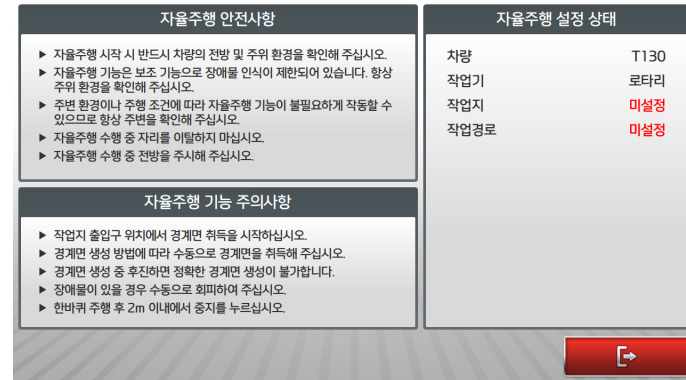 자율주행 안전사항
▶ 자율주행 시작 시 반드시 차량의 전방 및 주위 환경을 확인해 주십시오.
▶ 자율주행 기능은 보조 기능으로 장애물 인식이 제한되어 있습니다. 항상
주위 환경을 확인해 주십시오.
▶ 주변 환경이나 주행 조건에 따라 자율주행 기능이 불필요하게 작동할 수
있으므로 항상 주변을 확인해 주십시오.
▶ 자율주행 수행 중 자리를 이탈하지 마십시오.
▶ 자율주행 수행 중 전방을 주시해 주십시오.
자율주행 기능 주의사항
▶ 작업지 출입구 위치에서 경계면 취득을 시작하십시오.
▶ 경계면 생성 방법에 따라 수동으로 경계면을 취득해 주십시오.
▶ 경계면 생성 중 후진하면 정확한 경계면 생성이 불가합니다.
▶ 장애물이 있을 경우 수동으로 회피하여 주십시오.
▶ 한바퀴 주행 후 2m 이내에서 중지를 누르십시오.
자율주행 설정 상태
차량 T130
작업기 로타리
작업지 미설정
작업경로 미설정